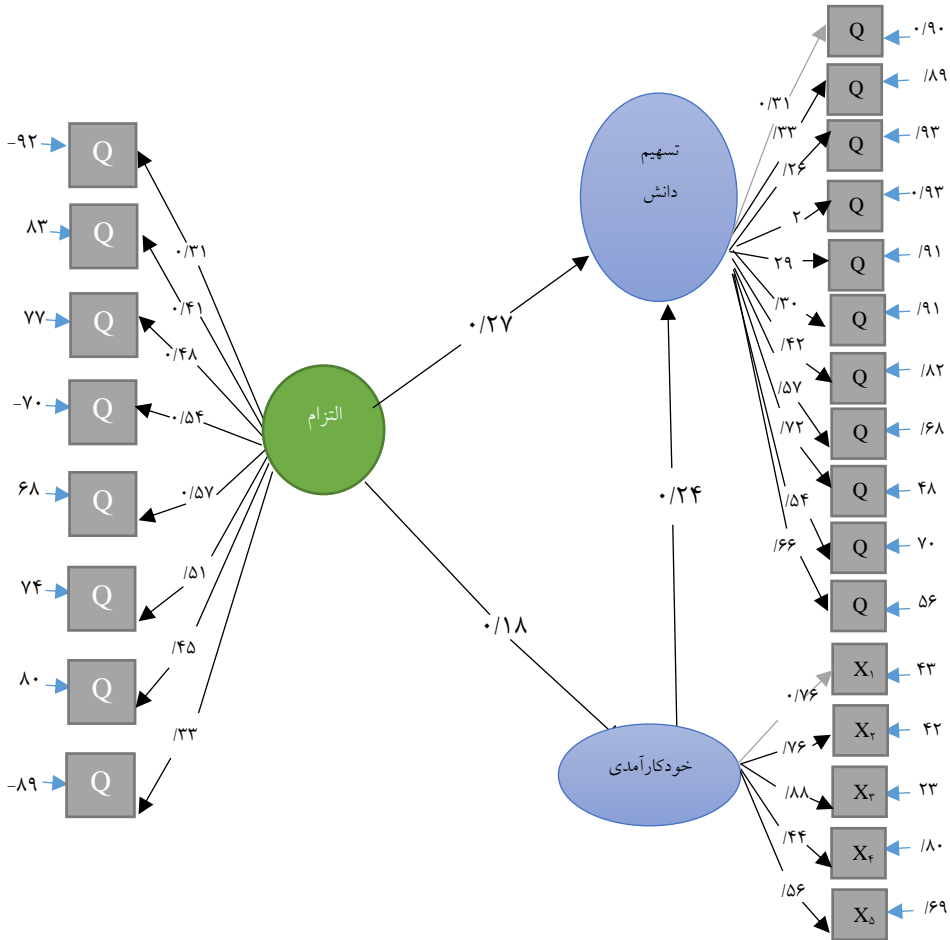 -۹۲
Q
۰/۳۱
۸۳
Q
۰/۴۱
۷۷
Q
۰/۴۸
-۷۰
Q
۰/۵۴
۶۸
Q
۰/۵۷
۷۴
Q
/۵۱
۸۰
Q
/۴۵
-۸۹
Q
/۳۳
التزام
۰/۲۷
۰/۱۸
۰/۲۴
تسهیم
دانش
خودکارآمدی
۰/۳۱
Q
۰/۹۰
/۳۳
Q
/۸۹
/۲۶
Q
/۹۳
۲
Q
۰/۹۳
۲۹
Q
/۹۱
/۳۰
Q
/۹۱
/۴۲
Q
/۸۲
/۵۷
Q
/۶۸
/۷۲
Q
۴۸
/۵۴
Q
۷۰
/۶۶
Q
۵۶
۰/۷۶
X۱
۴۳
/۷۶
X۲
۴۲
/۸۸
X۳
۲۳
/۴۴
X۴
/۸۰
/۵۶
X۵
/۶۹